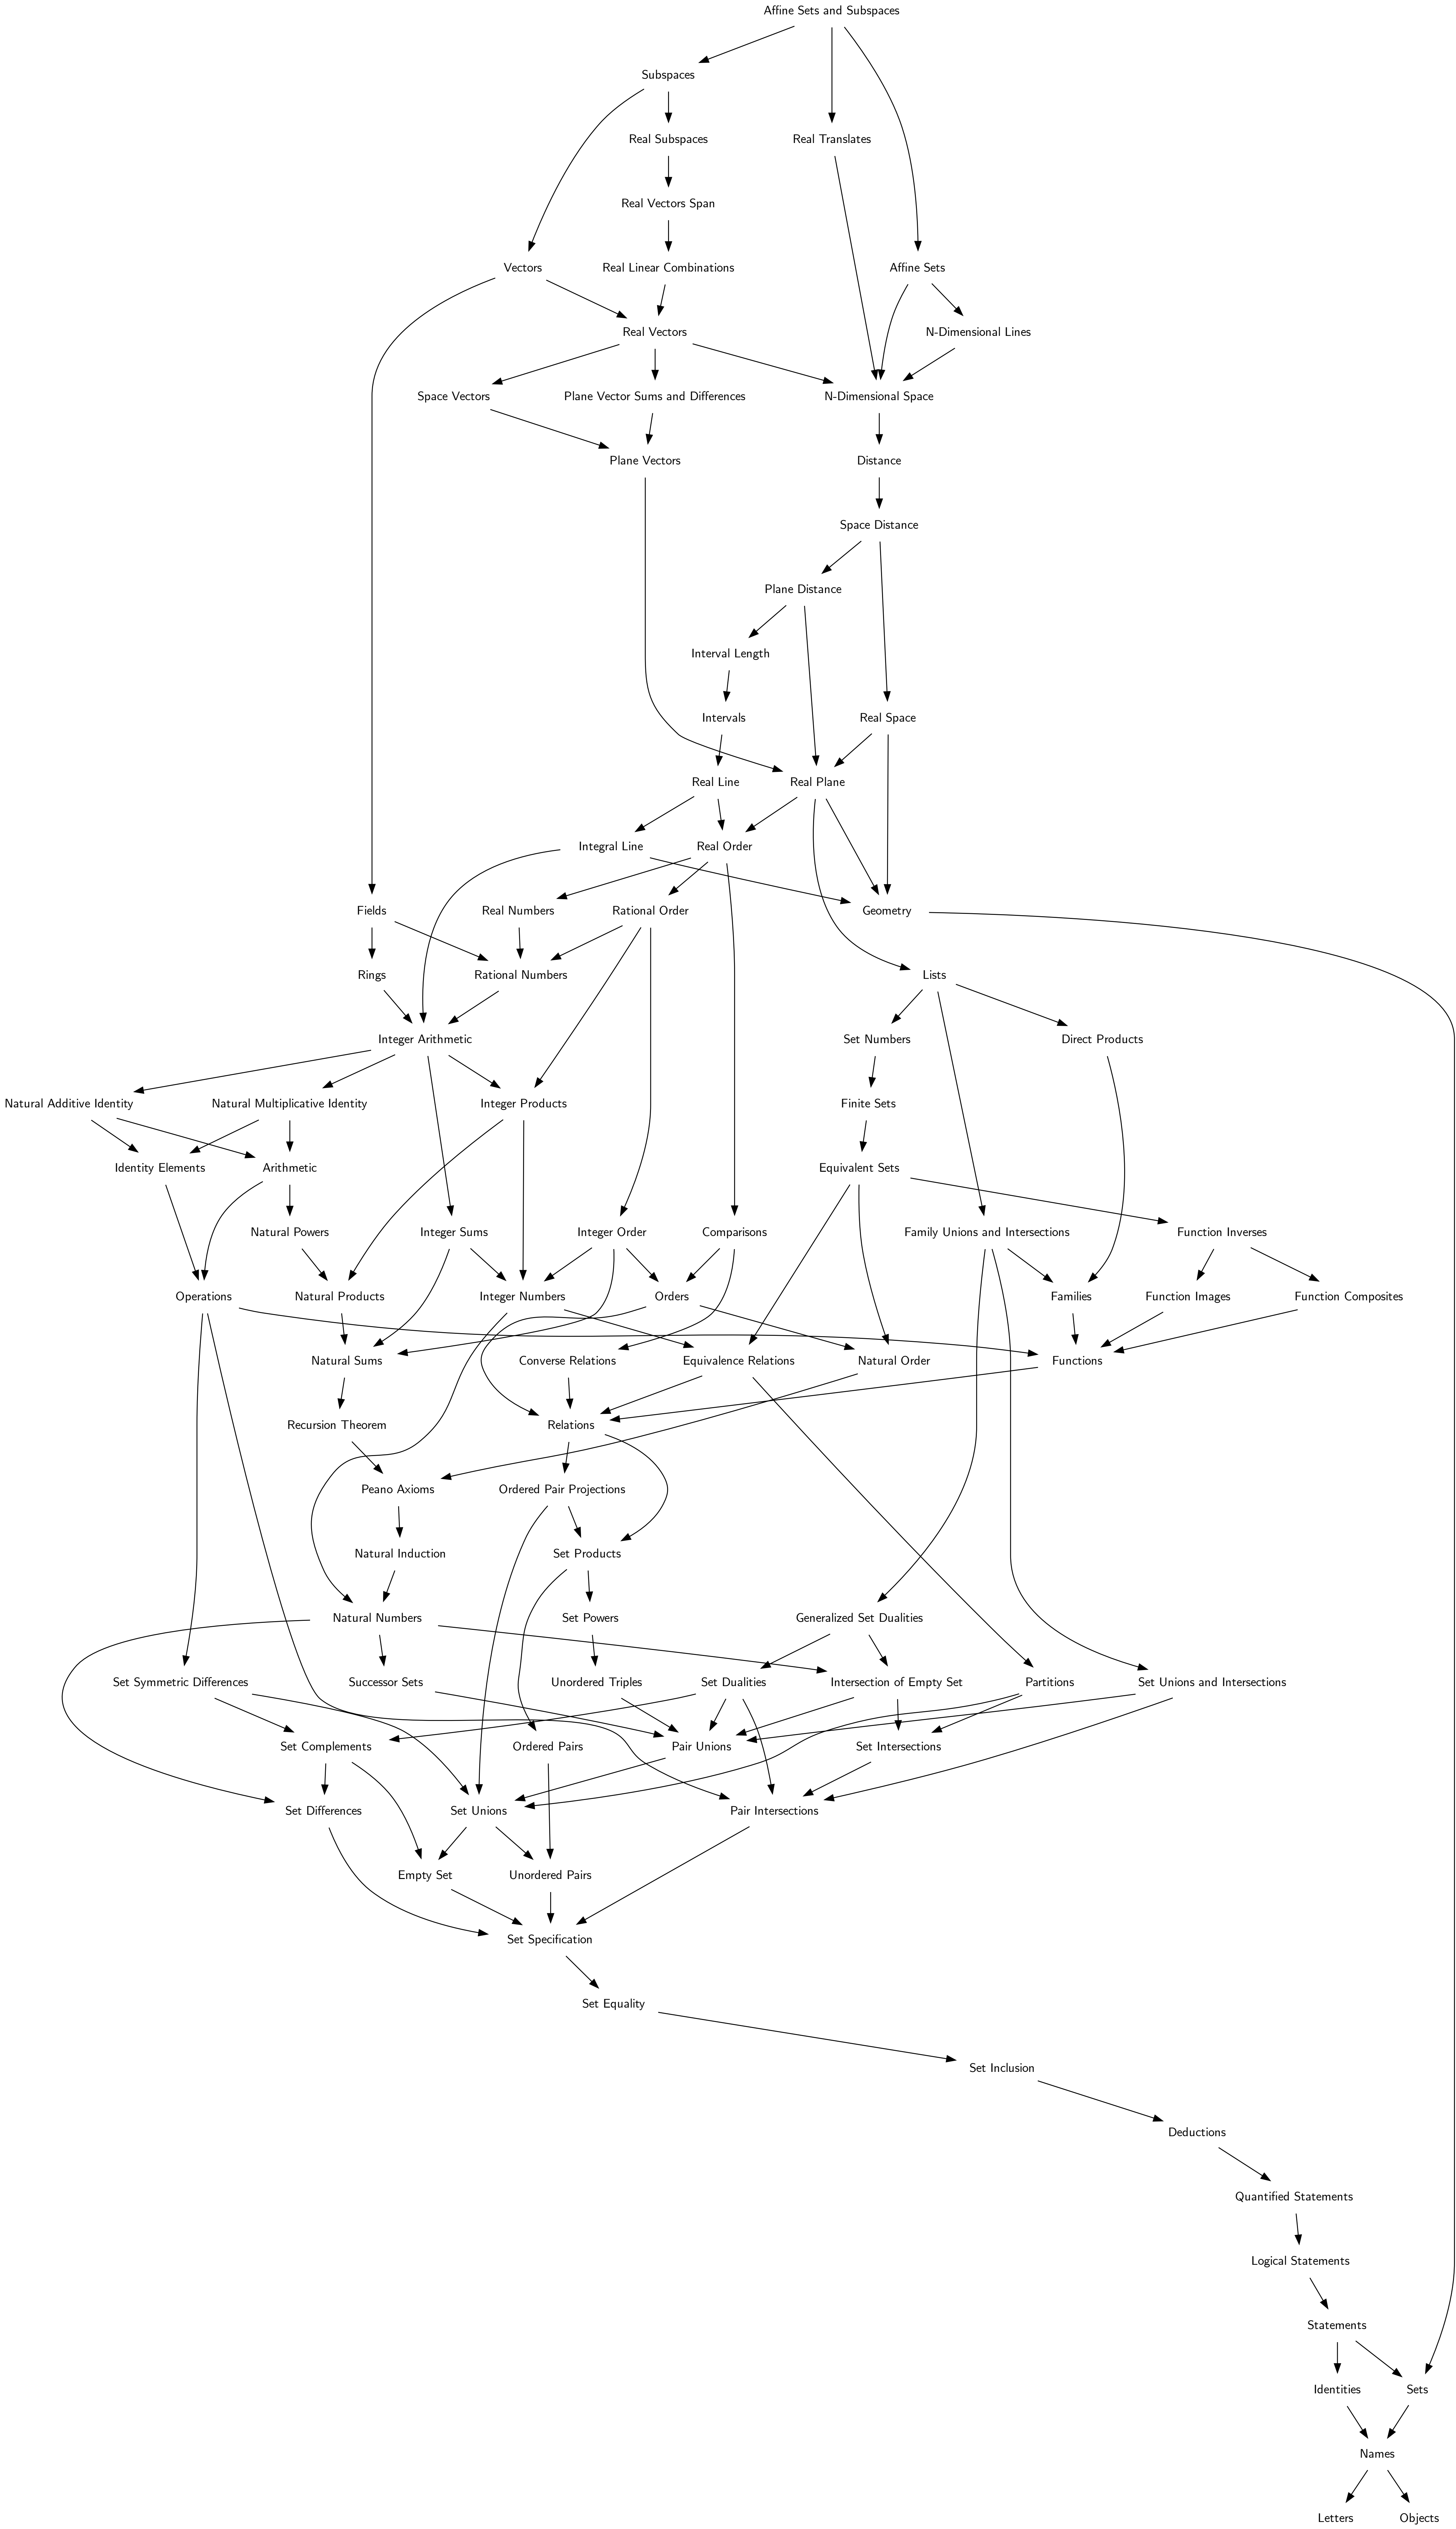 Affine Sets and Subspaces
Subspaces
Real Subspaces
Real Translates
Real Vectors Span
Vectors
Real Linear Combinations
Affine Sets
Real Vectors
N-Dimensional Lines
Space Vectors
Plane Vector Sums and Differences
N-Dimensional Space
Plane Vectors
Distance
Space Distance
Plane Distance
Interval Length
Intervals
Real Space
Real Line
Real Plane
Integral Line
Real Order
Fields
Real Numbers
Rational Order
Geometry
Rings
Rational Numbers
Lists
Integer Arithmetic
Set Numbers
Direct Products
Natural Additive Identity
Natural Multiplicative Identity
Integer Products
Finite Sets
Identity Elements
Arithmetic
Equivalent Sets
Natural Powers
Integer Sums
Integer Order
Comparisons
Family Unions and Intersections
Function Inverses
Operations
Natural Products
Integer Numbers
Orders
Families
Function Images
Function Composites
Natural Sums
Converse Relations
Equivalence Relations
Natural Order
Functions
Recursion Theorem
Relations
Peano Axioms
Ordered Pair Projections
Natural Induction
Set Products
Natural Numbers
Set Powers
Generalized Set Dualities
Set Symmetric Differences
Successor Sets
Unordered Triples
Set Dualities
Intersection of Empty Set
Partitions
Set Unions and Intersections
Set Complements
Ordered Pairs
Pair Unions
Set Intersections
Set Differences
Set Unions
Pair Intersections
Empty Set
Unordered Pairs
Set Specification
Set Equality
Set Inclusion
Deductions
Quantified Statements
Logical Statements
Statements
Identities
Sets
Names
Letters
Objects